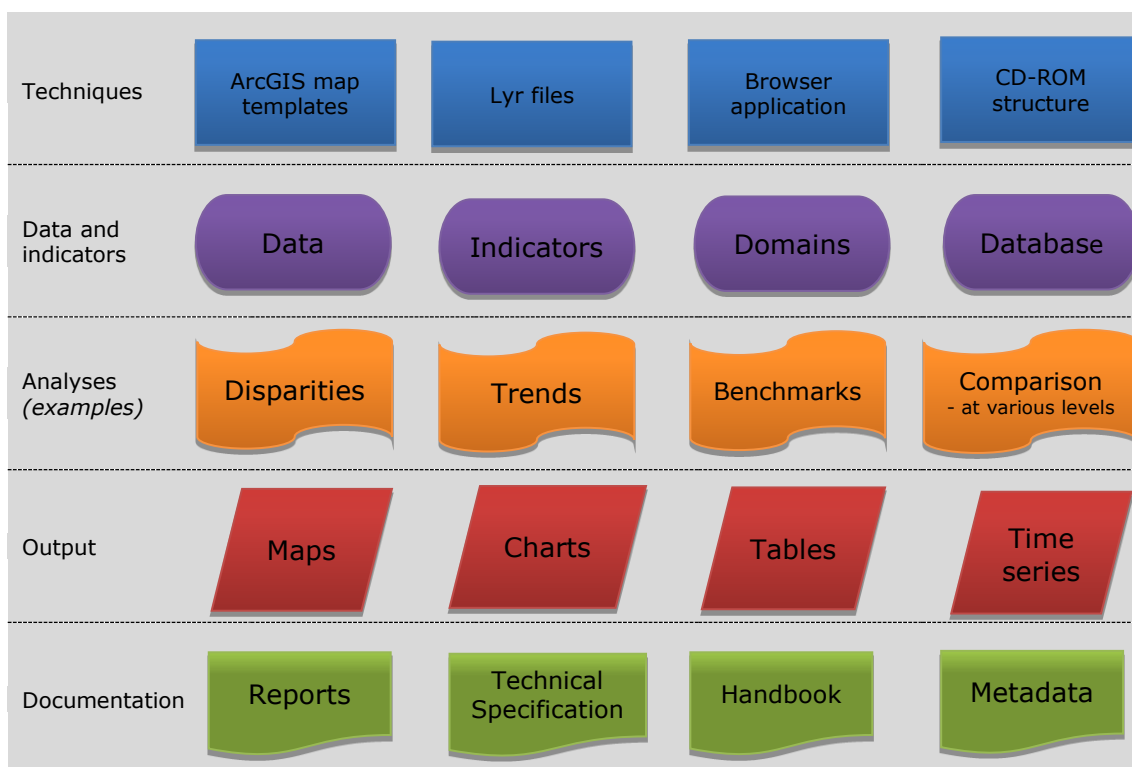 Techniques
ArcGIS map
templates
Lyr files
Browser
application
CD-ROM
structure
Data and
indicators
Data
Indicators
Domains
Database
Analyses
(examples)
Disparities
Trends
Benchmarks
Comparison
- at various levels
Output
Maps
Charts
Tables
Time
series
Documentation
Reports
Technical
Specification
Handbook
Metadata